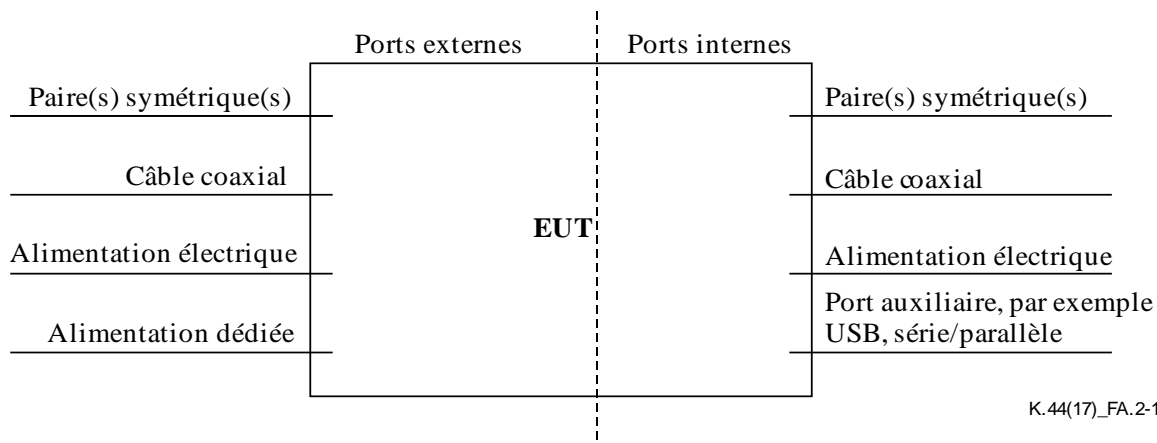 Ports externes
Ports internes
Paire(s) symétrique(s)
Câble coaxial
Alimentation électrique
Alimentation dédiée
EUT
Paire(s) symétrique(s)
Câble coaxial
Alimentation électrique
Port auxiliaire, par exemple
USB, série/parallèle
K.44(17)_FA.2-1